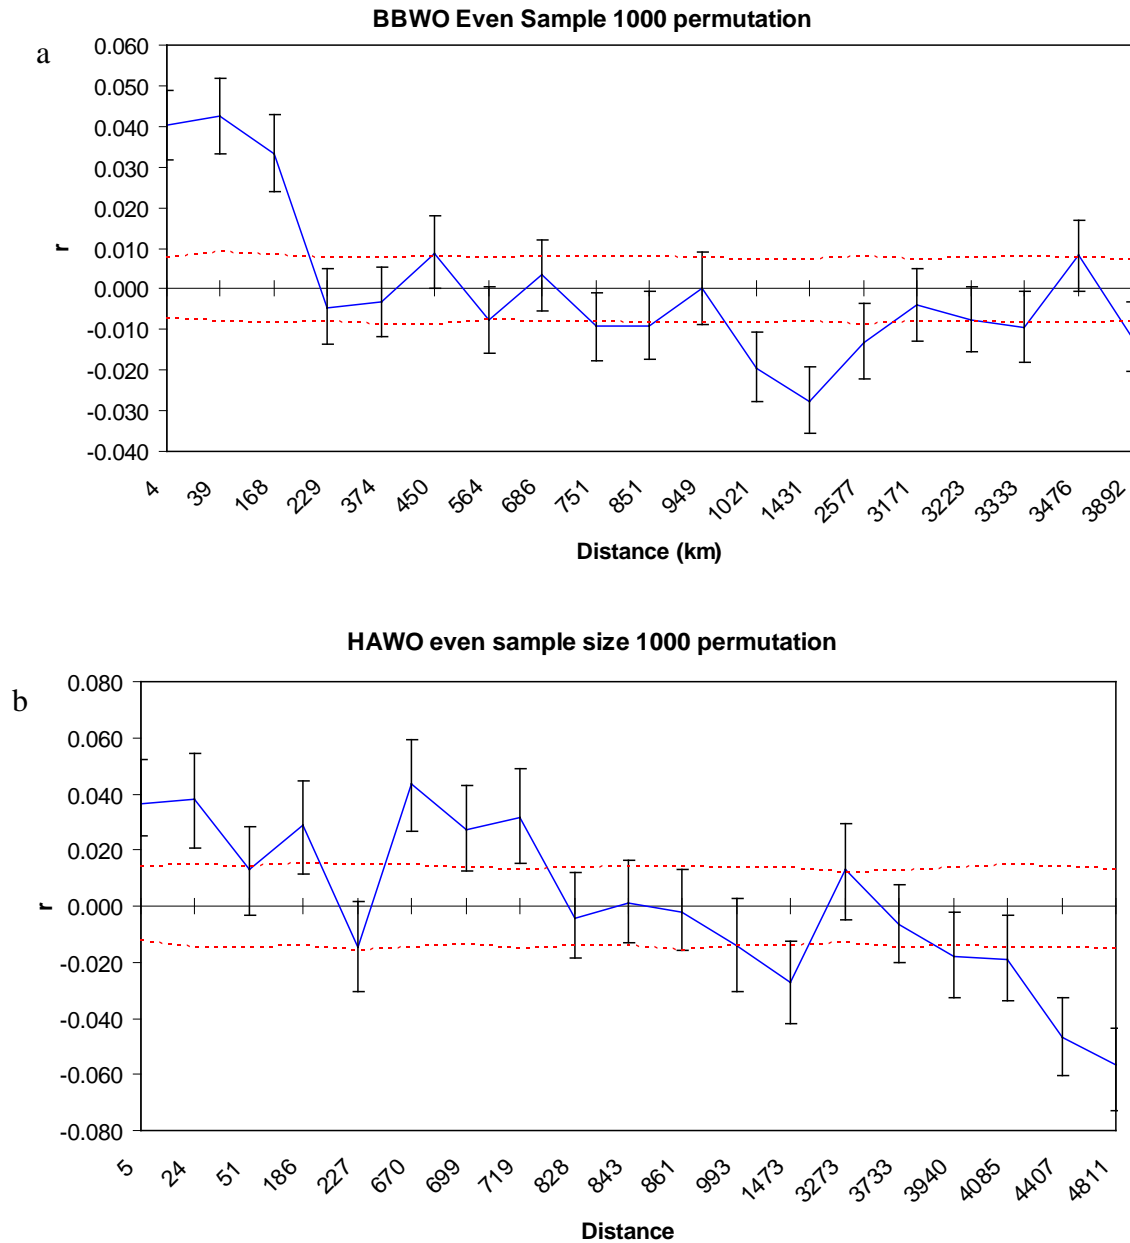 BBWO Even Sample 1000 permutation
a
0.060
0.050
0.040
0.030
0.020
0.010
0.000
-0.010
-0.020
-0.030
-0.040
r
4 39 168 229 374 450 564 686 751 851 949 1021 1431 2577 3171 3223 3333 3476 3892
Distance (km)
HAWO even sample size 1000 permutation
b
0.080
0.060
0.040
0.020
0.000
-0.020
-0.040
-0.060
-0.080
r
5 24 51 186 227 670 699 719 828 843 861 993 1473 3273 3733 3940 4085 4407 4811
Distance